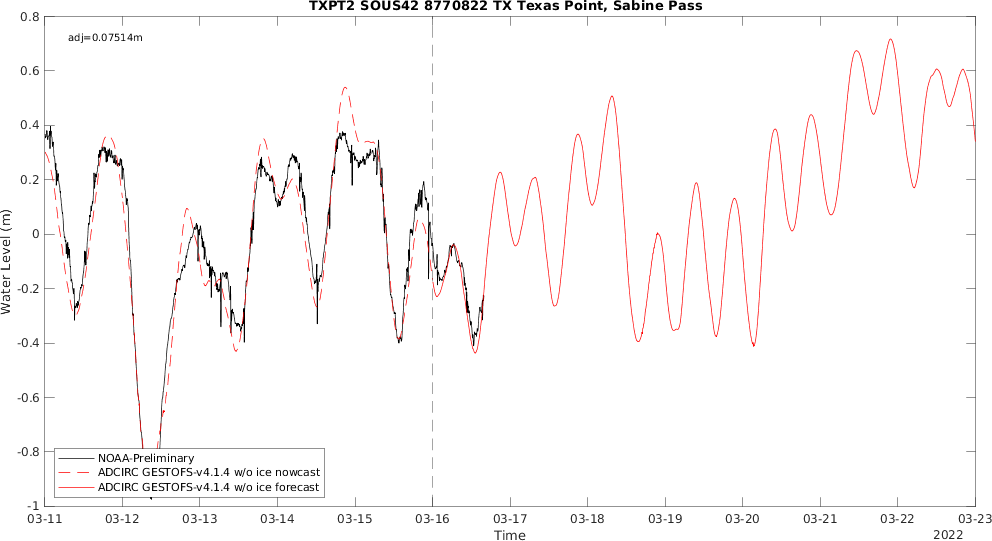 TXPT2 SOUS42 8770822 TX Texas Point, Sabine Pass
adj=0.07514m
0.8
0.6
0.4
0.2
0
-0.2
-0.4
-0.6
-0.8
-1
Water Level (m)
NOAA-Preliminary
ADCIRC GESTOFS-v4.1.4 w/o ice nowcast
ADCIRC GESTOFS-v4.1.4 w/o ice forecast
03-11 03-12 03-13 03-14 03-15 03-16 03-17 03-18 03-19 03-20 03-21 03-22 03-23
Time
2022